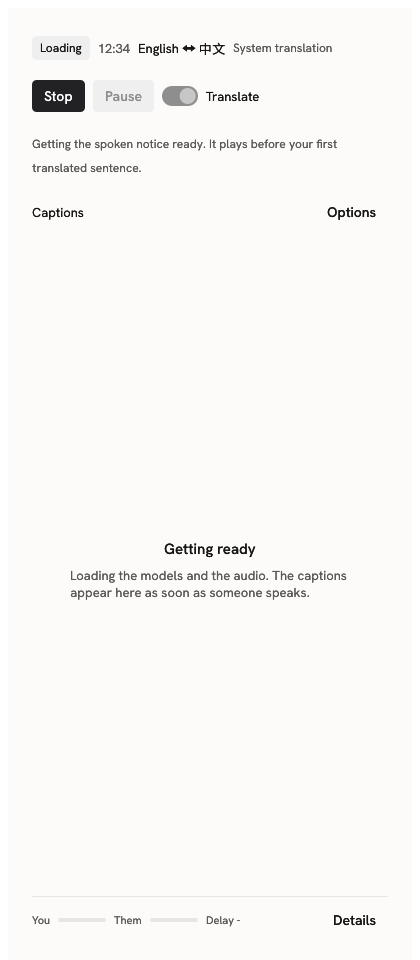 Loading 12:34 English ⬌ 中文 System translation
Stop Pause Translate
Getting the spoken notice ready. It plays before your first
translated sentence.
Captions Options
Getting ready
Loading the models and the audio. The captions
appear here as soon as someone speaks.
You Them Delay - Details